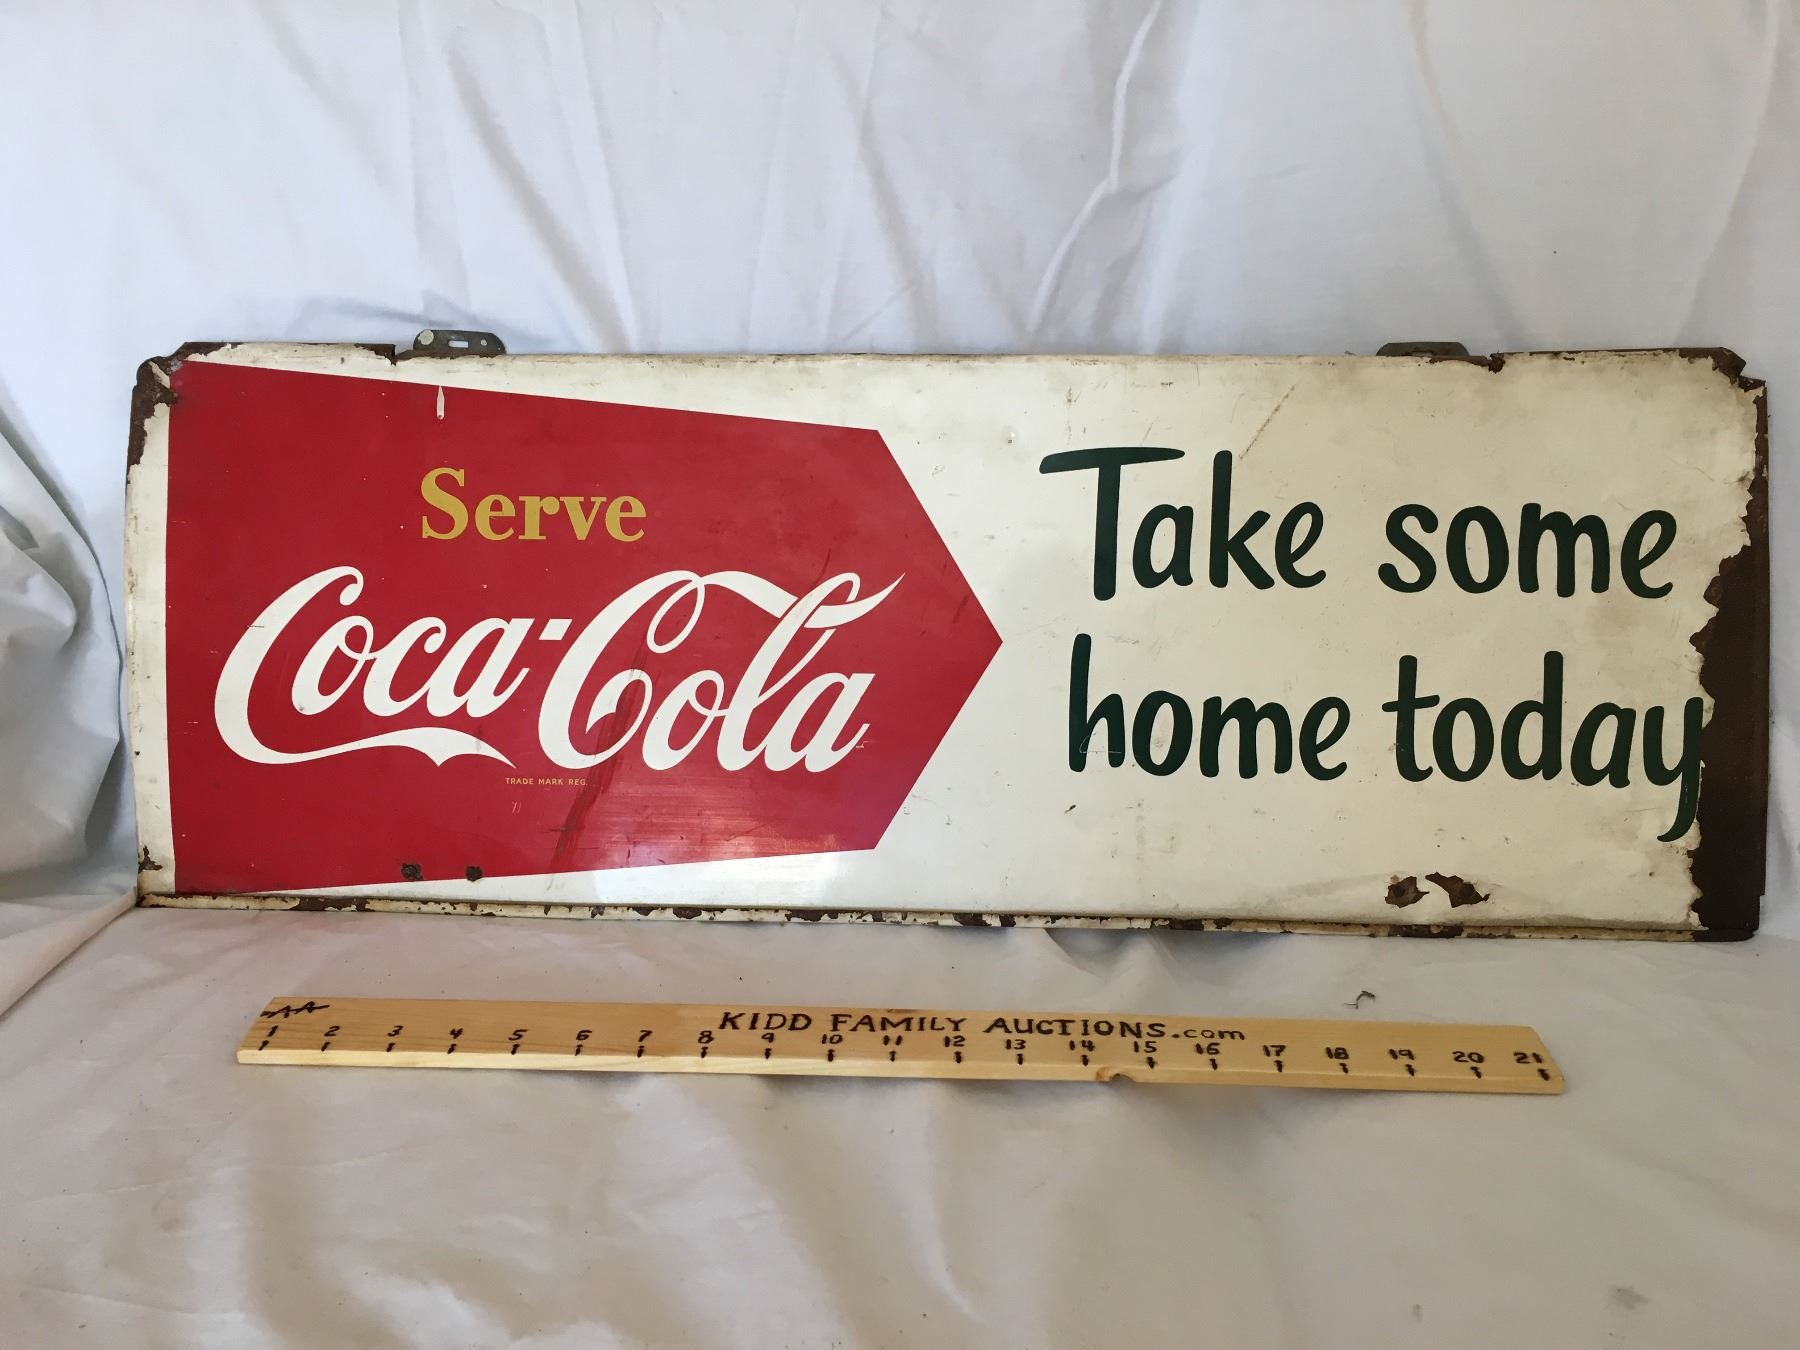 Serve
Coca-Cola
TRADE MARK REG.
Take some
home today
KIDD FAMILY AUCTIONS.com
1 2 3 4 5 6 7 8 9 10 11 12 13 14 15 16 17 18 19 20 21